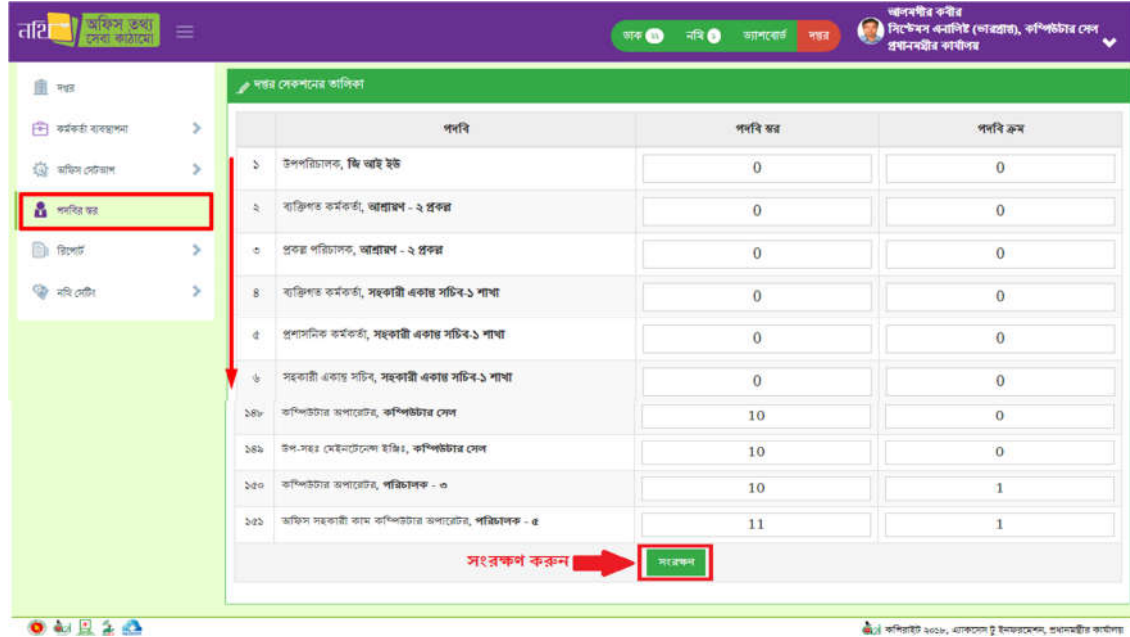 নথি অফিস তথ্য
সেবা কাঠামো
ডাক ১১ নথি ১ ড্যাশবোর্ড দপ্তর
আলমগীর কবীর
সিস্টেমস এনালিষ্ট (ভারপ্রাপ্ত), কম্পিউটার সেল
প্রধানমন্ত্রীর কার্যালয়
দপ্তর
কর্মকর্তা ব্যবস্থাপনা
অফিস সেটআপ
পদবির স্তর
রিপোর্ট
নথি সেটিং
দপ্তর সেকশনের তালিকা
পদবি পদবি স্তর পদবি ক্রম
১ উপপরিচালক, জি আই ইউ 0 0
২ ব্যক্তিগত কর্মকর্তা, আশ্রায়ণ - ২ প্রকল্প 0 0
৩ প্রকল্প পরিচালক, আশ্রায়ণ - ২ প্রকল্প 0 0
৪ ব্যক্তিগত কর্মকর্তা, সহকারী একান্ত সচিব-১ শাখা 0 0
৫ প্রশাসনিক কর্মকর্তা, সহকারী একান্ত সচিব-১ শাখা 0 0
৬ সহকারী একান্ত সচিব, সহকারী একান্ত সচিব-১ শাখা 0 0
১৪৮ কম্পিউটার অপারেটর, কম্পিউটার সেল 10 0
১৪৯ উপ-সহঃ মেইনটেনেন্স ইঞ্জিঃ, কম্পিউটার সেল 10 0
১৫০ কম্পিউটার অপারেটর, পরিচালক - ৩ 10 1
১৫১ অফিস সহকারী কাম কম্পিউটার অপারেটর, পরিচালক - ৫ 11 1
সংরক্ষণ করুন সংরক্ষণ
কপিরাইট ২০১৮, এ্যাকসেস টু ইনফরমেশন, প্রধানমন্ত্রীর কার্যালয়